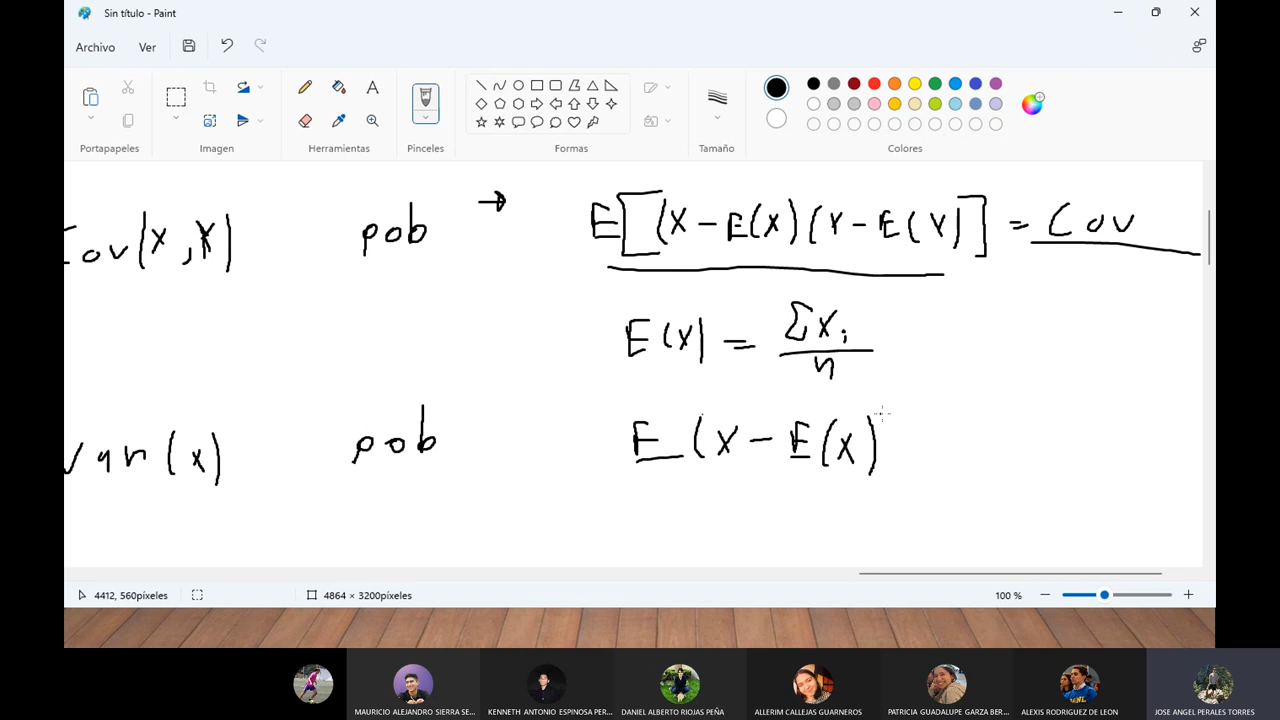 Sin título - Paint
Archivo Ver
Portapapeles Imagen Herramientas Pinceles Formas Tamaño Colores
Cov(X,Y) pob → E[(X-E(X)(Y-E(Y)] = Cov
E(X) = ΣXi
n
Var(x) pob E(X-E(X)
4412, 560píxeles 4864 × 3200píxeles 100 %
MAURICIO ALEJANDRO SIERRA SE... KENNETH ANTONIO ESPINOSA PER... DANIEL ALBERTO RIOJAS PEÑA ALLERIM CALLEJAS GUARNEROS PATRICIA GUADALUPE GARZA BER... ALEXIS RODRIGUEZ DE LEON JOSE ANGEL PERALES TORRES